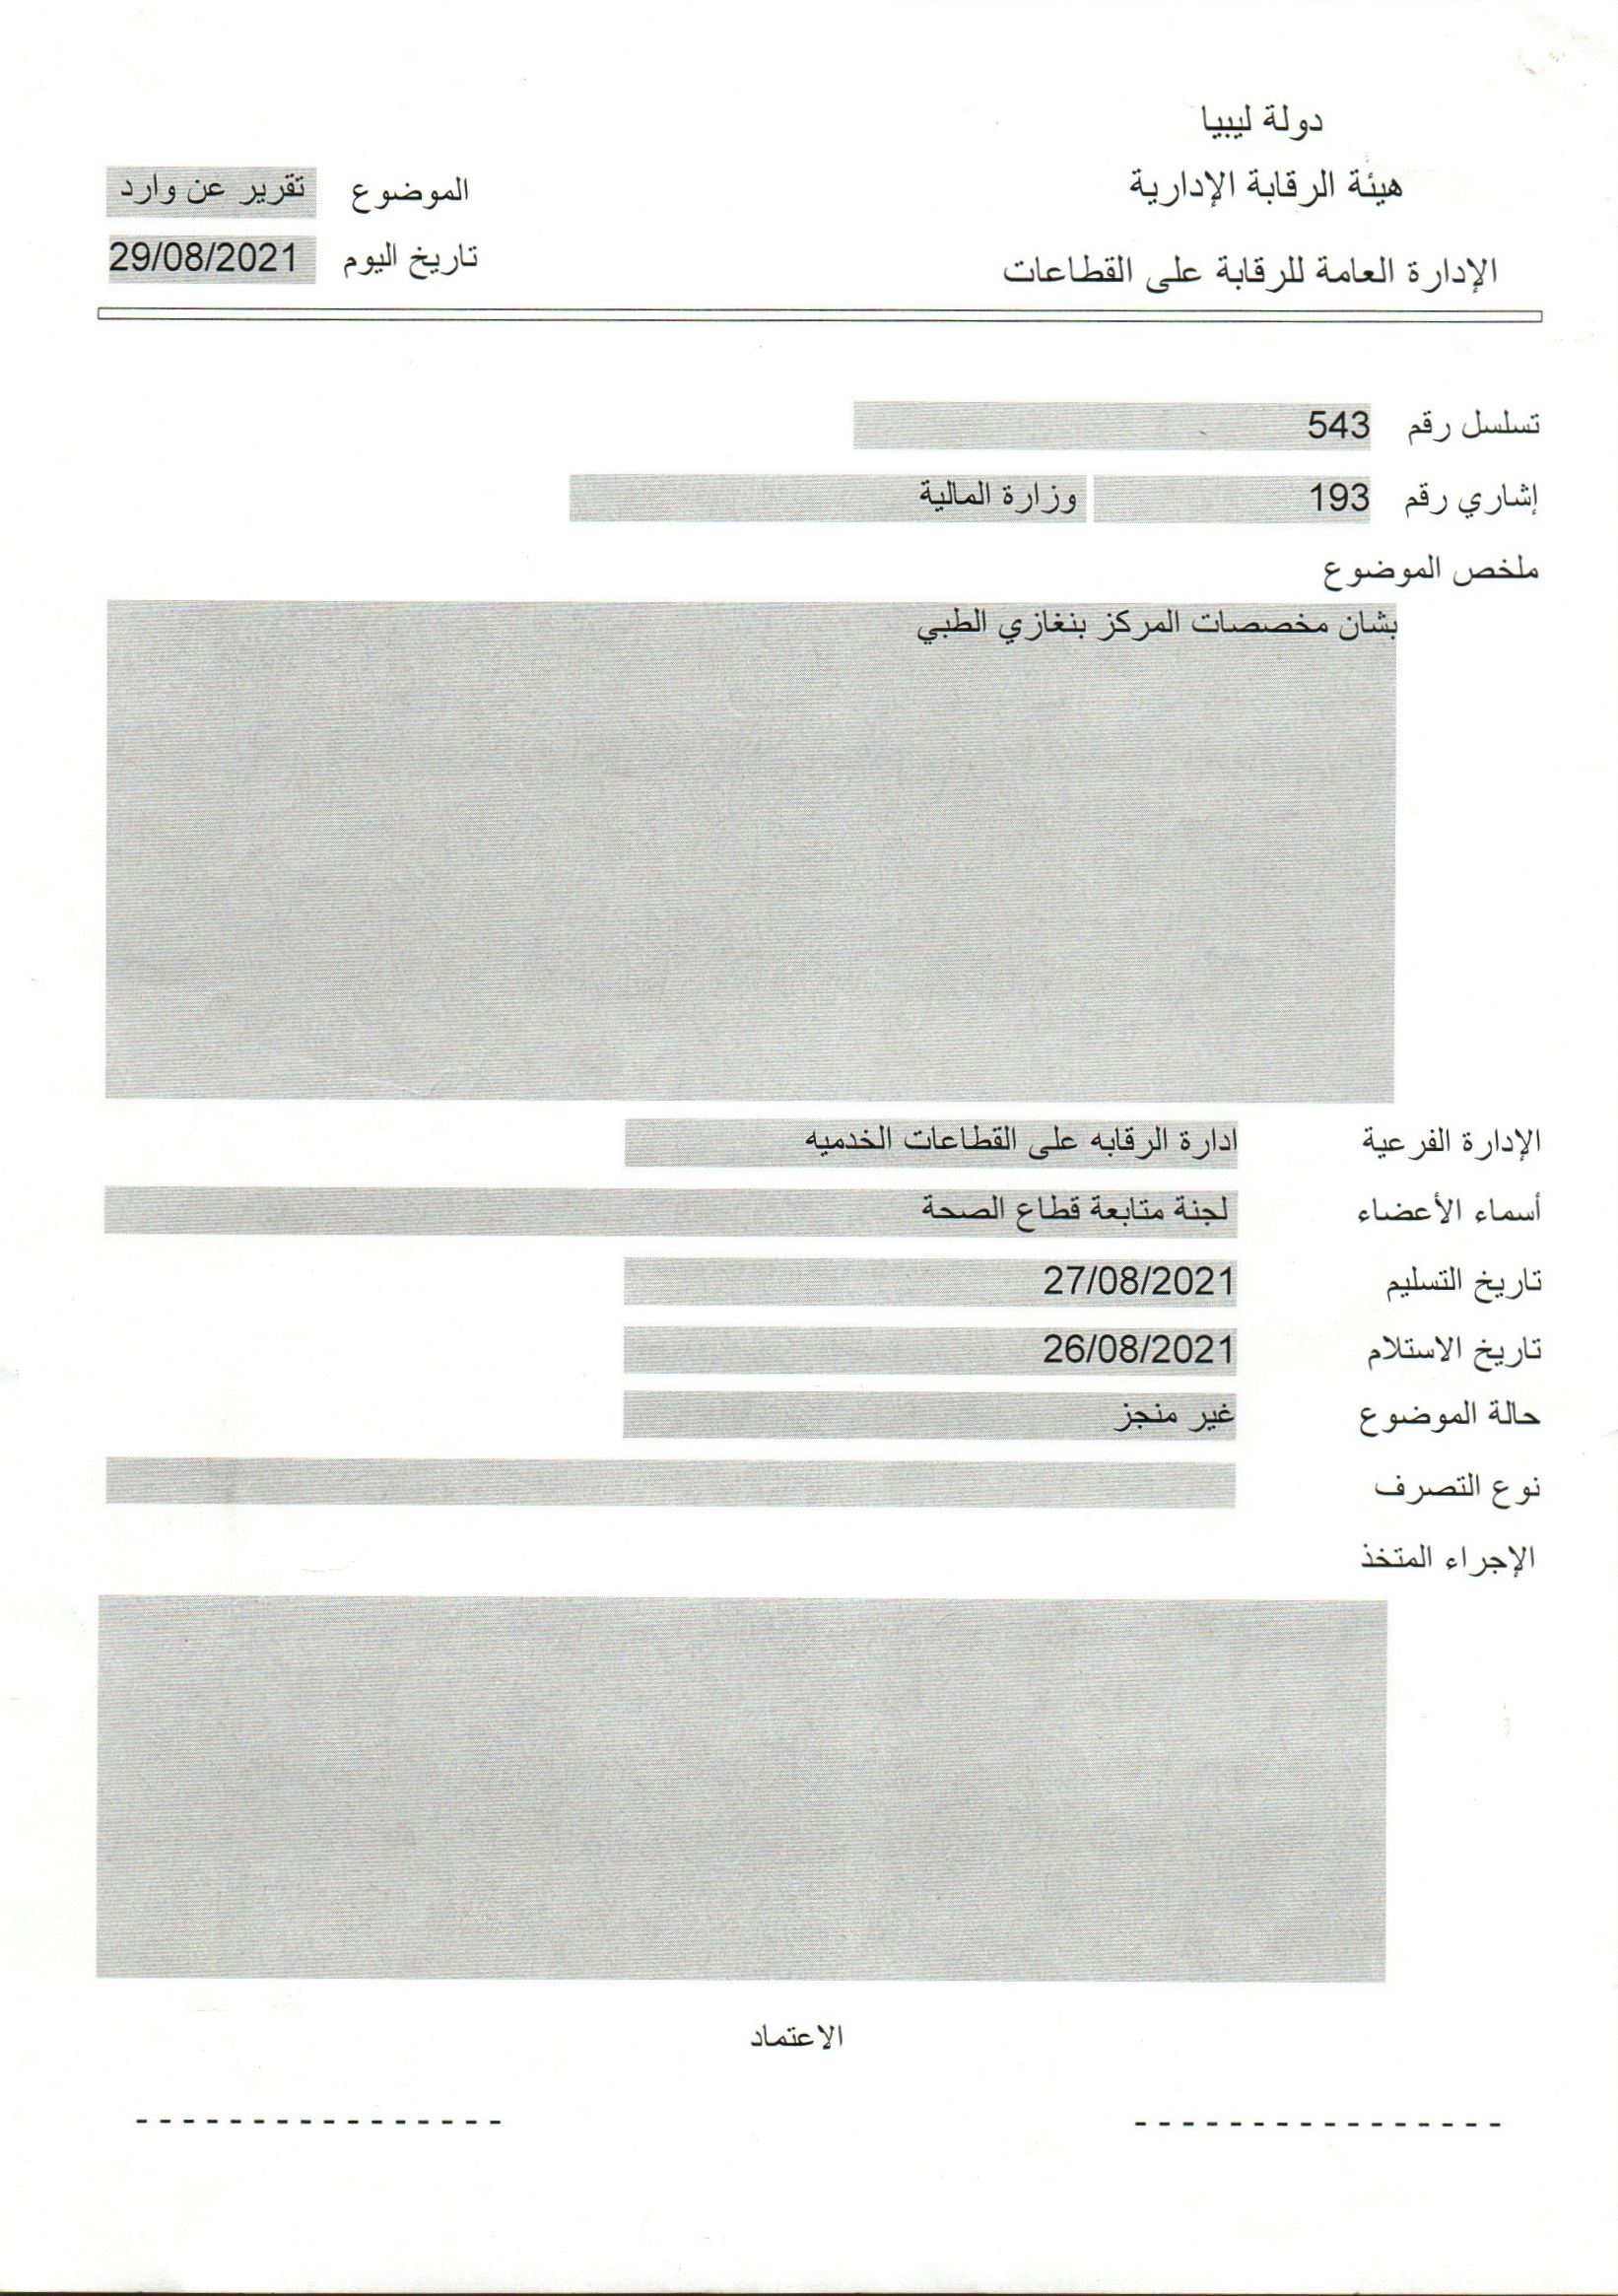 دولة ليبيا
هيئة الرقابة الإدارية
الإدارة العامة للرقابة على القطاعات
الموضوع تقرير عن وارد
تاريخ اليوم 29/08/2021
تسلسل رقم 543
إشاري رقم 193 وزارة المالية
ملخص الموضوع
بشان مخصصات المركز بنغازي الطبي
الإدارة الفرعية ادارة الرقابه على القطاعات الخدميه
أسماء الأعضاء لجنة متابعة قطاع الصحة
تاريخ التسليم 27/08/2021
تاريخ الاستلام 26/08/2021
حالة الموضوع غير منجز
نوع التصرف
الإجراء المتخذ
الاعتماد